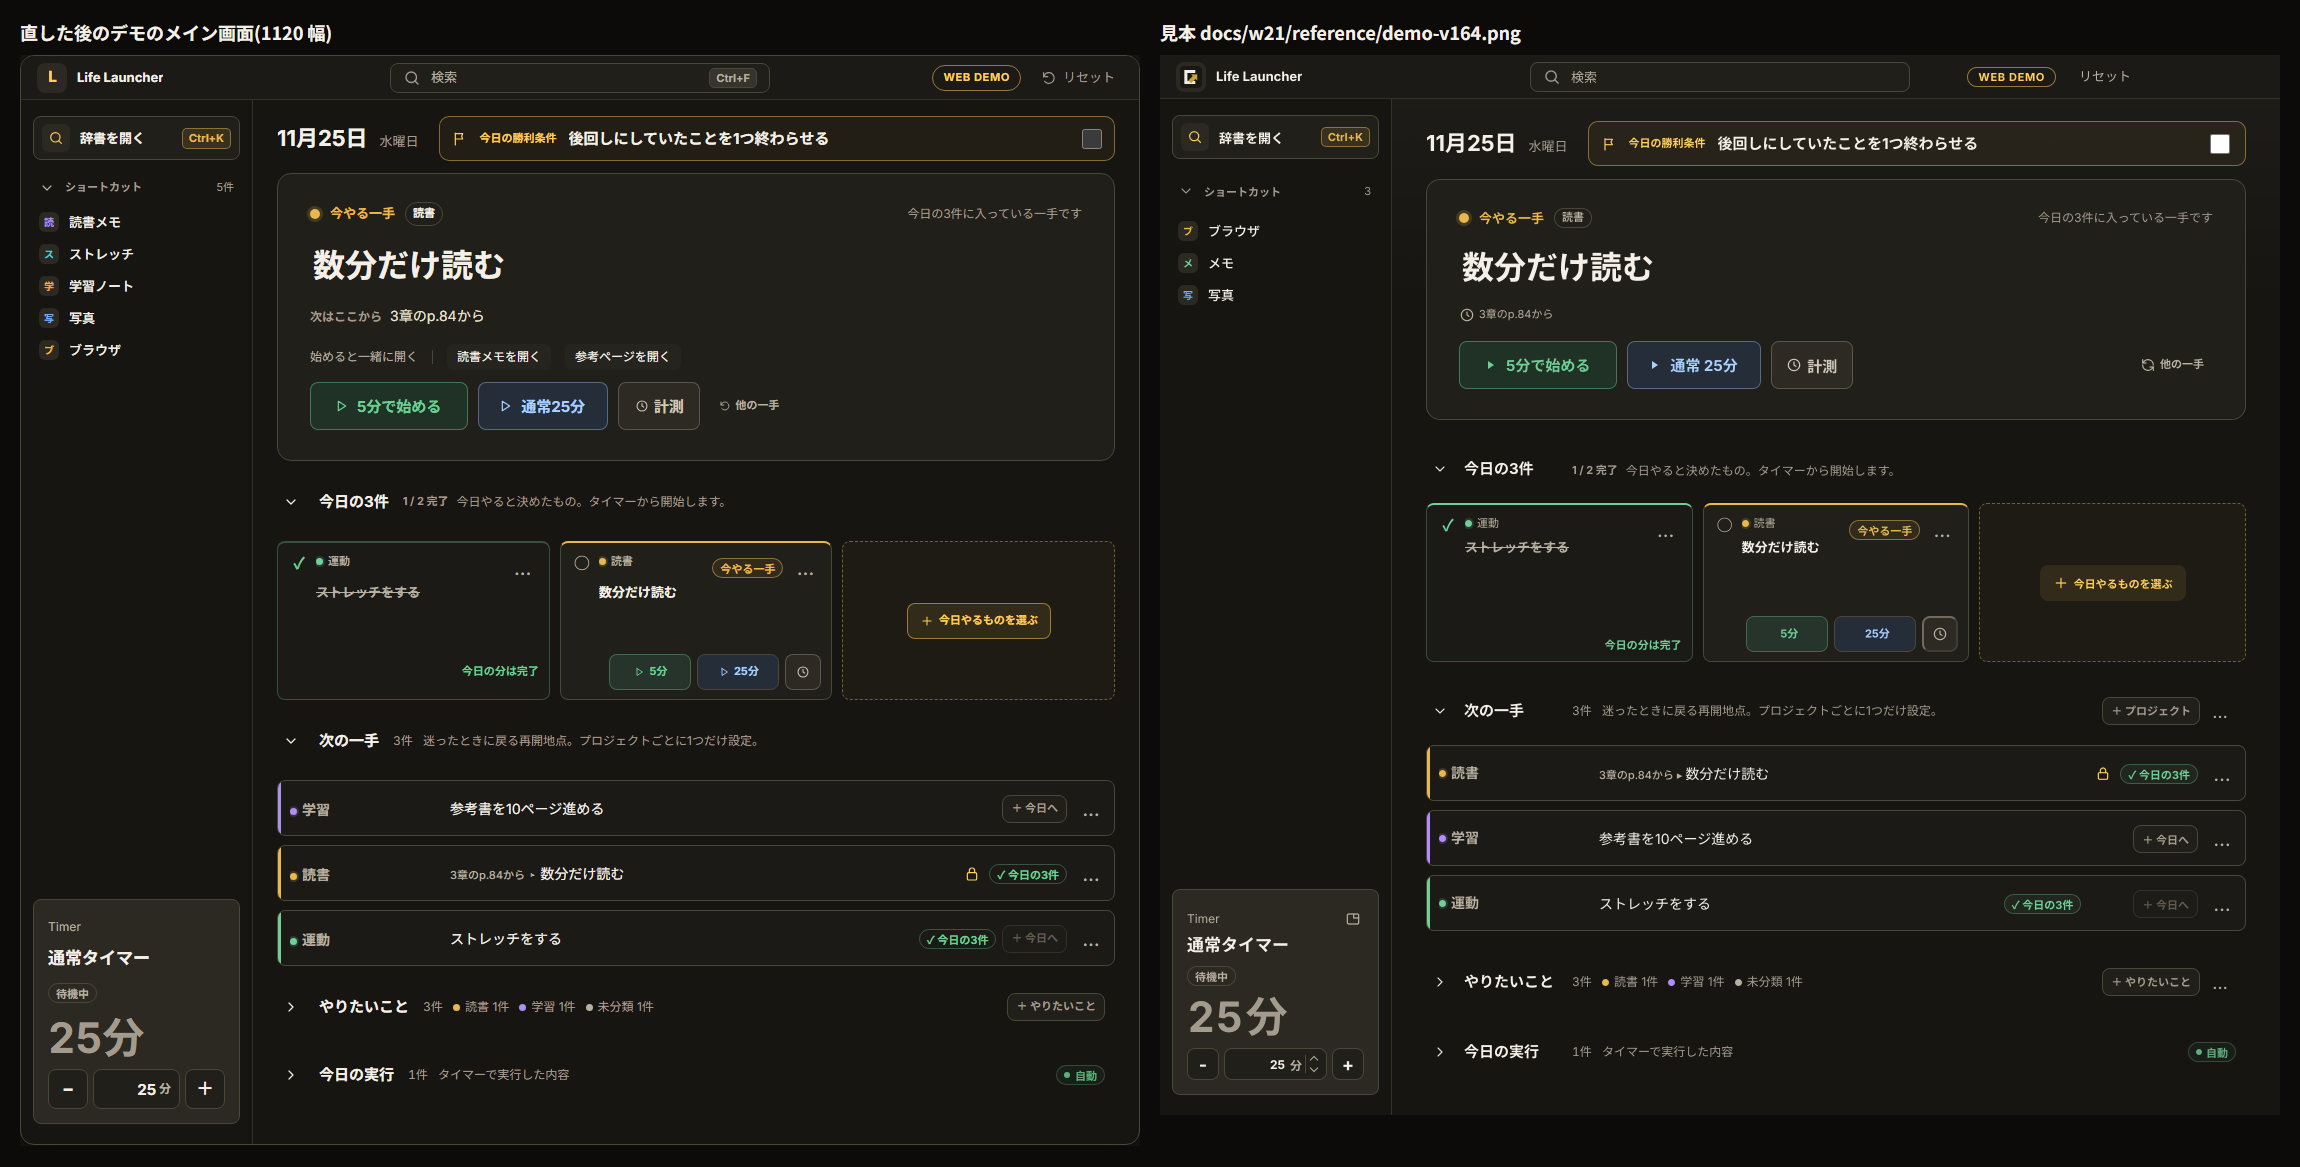 直した後のデモのメイン画面(1120 幅)
L Life Launcher
検索 Ctrl+F
WEB DEMO リセット
辞書を開く Ctrl+K
ショートカット 5件
読 読書メモ
ス ストレッチ
学 学習ノート
写 写真
ブ ブラウザ
Timer
通常タイマー
待機中
25分
- 25 分 +
11月25日 水曜日
今日の勝利条件 後回しにしていたことを1つ終わらせる
今やる一手 読書 今日の3件に入っている一手です
数分だけ読む
次はここから 3章のp.84から
始めると一緒に開く 読書メモを開く 参考ページを開く
5分で始める 通常25分 計測 他の一手
今日の3件 1 / 2 完了 今日やると決めたもの。タイマーから開始します。
✓ 運動 ...
ストレッチをする
今日の分は完了
読書 今やる一手 ...
数分だけ読む
5分 25分
+ 今日やるものを選ぶ
次の一手 3件 迷ったときに戻る再開地点。プロジェクトごとに1つだけ設定。
学習 参考書を10ページ進める + 今日へ ...
読書 3章のp.84から ▸ 数分だけ読む ✓今日の3件 ...
運動 ストレッチをする ✓今日の3件 + 今日へ ...
やりたいこと 3件 読書 1件 学習 1件 未分類 1件 + やりたいこと
今日の実行 1件 タイマーで実行した内容 自動
見本 docs/w21/reference/demo-v164.png
Life Launcher
検索
WEB DEMO リセット
辞書を開く Ctrl+K
ショートカット 3
ブ ブラウザ
メ メモ
写 写真
Timer
通常タイマー
待機中
25分
- 25 分 +
11月25日 水曜日
今日の勝利条件 後回しにしていたことを1つ終わらせる
今やる一手 読書 今日の3件に入っている一手です
数分だけ読む
3章のp.84から
5分で始める 通常 25分 計測 他の一手
今日の3件 1 / 2 完了 今日やると決めたもの。タイマーから開始します。
✓ 運動 ...
ストレッチをする
今日の分は完了
読書 今やる一手 ...
数分だけ読む
5分 25分
+ 今日やるものを選ぶ
次の一手 3件 迷ったときに戻る再開地点。プロジェクトごとに1つだけ設定。 + プロジェクト ...
読書 3章のp.84から ▸ 数分だけ読む ✓今日の3件 ...
学習 参考書を10ページ進める + 今日へ ...
運動 ストレッチをする ✓今日の3件 + 今日へ ...
やりたいこと 3件 読書 1件 学習 1件 未分類 1件 + やりたいこと ...
今日の実行 1件 タイマーで実行した内容 自動